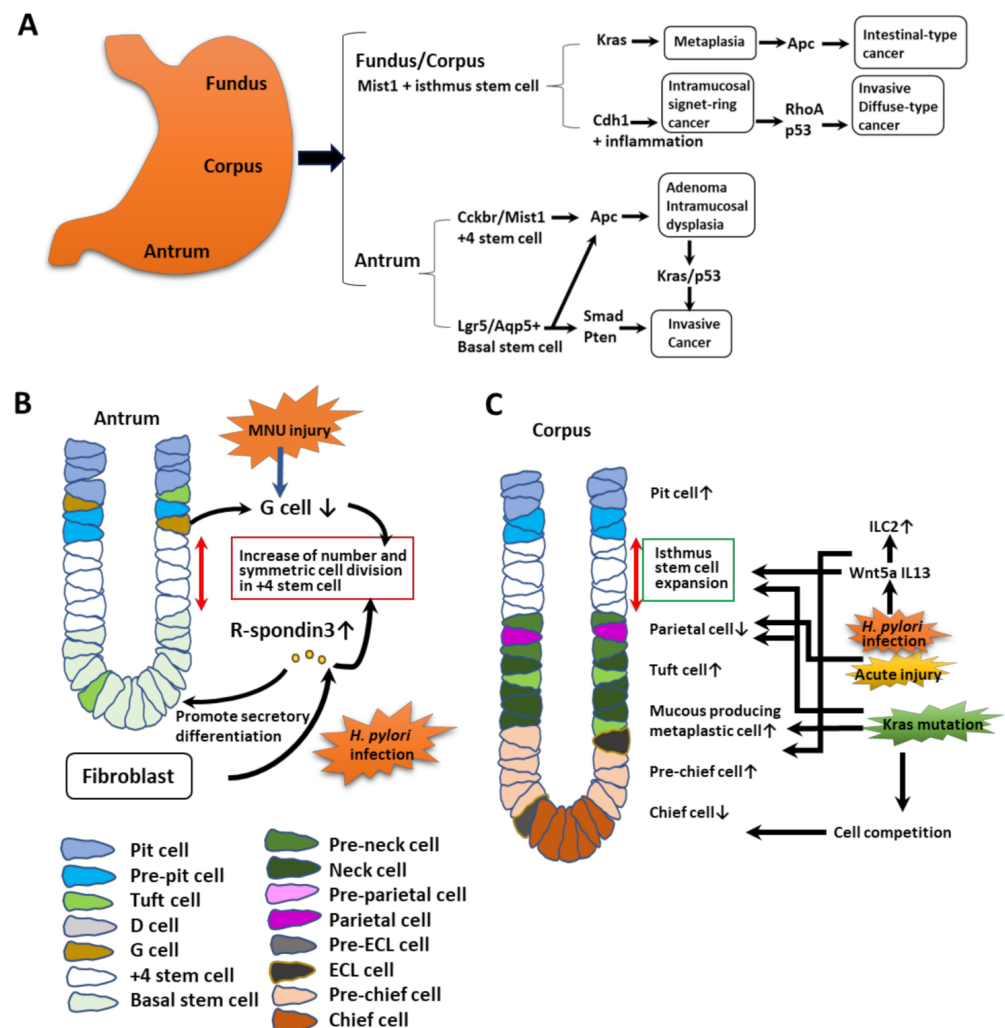 A
Fundus
Corpus
Antrum
Fundus/Corpus
Mist1 + isthmus stem cell
Kras
Metaplasia
Apc
Intestinal-type
cancer
Cdh1
+ inflammation
Intramucosal
signet-ring
cancer
RhoA
p53
Invasive
Diffuse-type
cancer
Antrum
Cckbr/Mist1
+4 stem cell
Apc
Adenoma
Intramucosal
dysplasia
Kras/p53
Lgr5/Aqp5+
Basal stem cell
Smad
Pten
Invasive
Cancer
B
Antrum
MNU injury
G cell ↓
Increase of number and
symmetric cell division
in +4 stem cell
R-spondin3↑
Promote secretory
differentiation
H. pylori
infection
Fibroblast
Pit cell
Pre-pit cell
Tuft cell
D cell
G cell
+4 stem cell
Basal stem cell
Pre-neck cell
Neck cell
Pre-parietal cell
Parietal cell
Pre-ECL cell
ECL cell
Pre-chief cell
Chief cell
C
Corpus
Pit cell↑
Isthmus
stem cell
expansion
Parietal cell↓
Tuft cell↑
Mucous producing
metaplastic cell↑
Pre-chief cell↑
Chief cell↓
ILC2↑
Wnt5a IL13
H. pylori
infection
Acute injury
Kras mutation
Cell competition